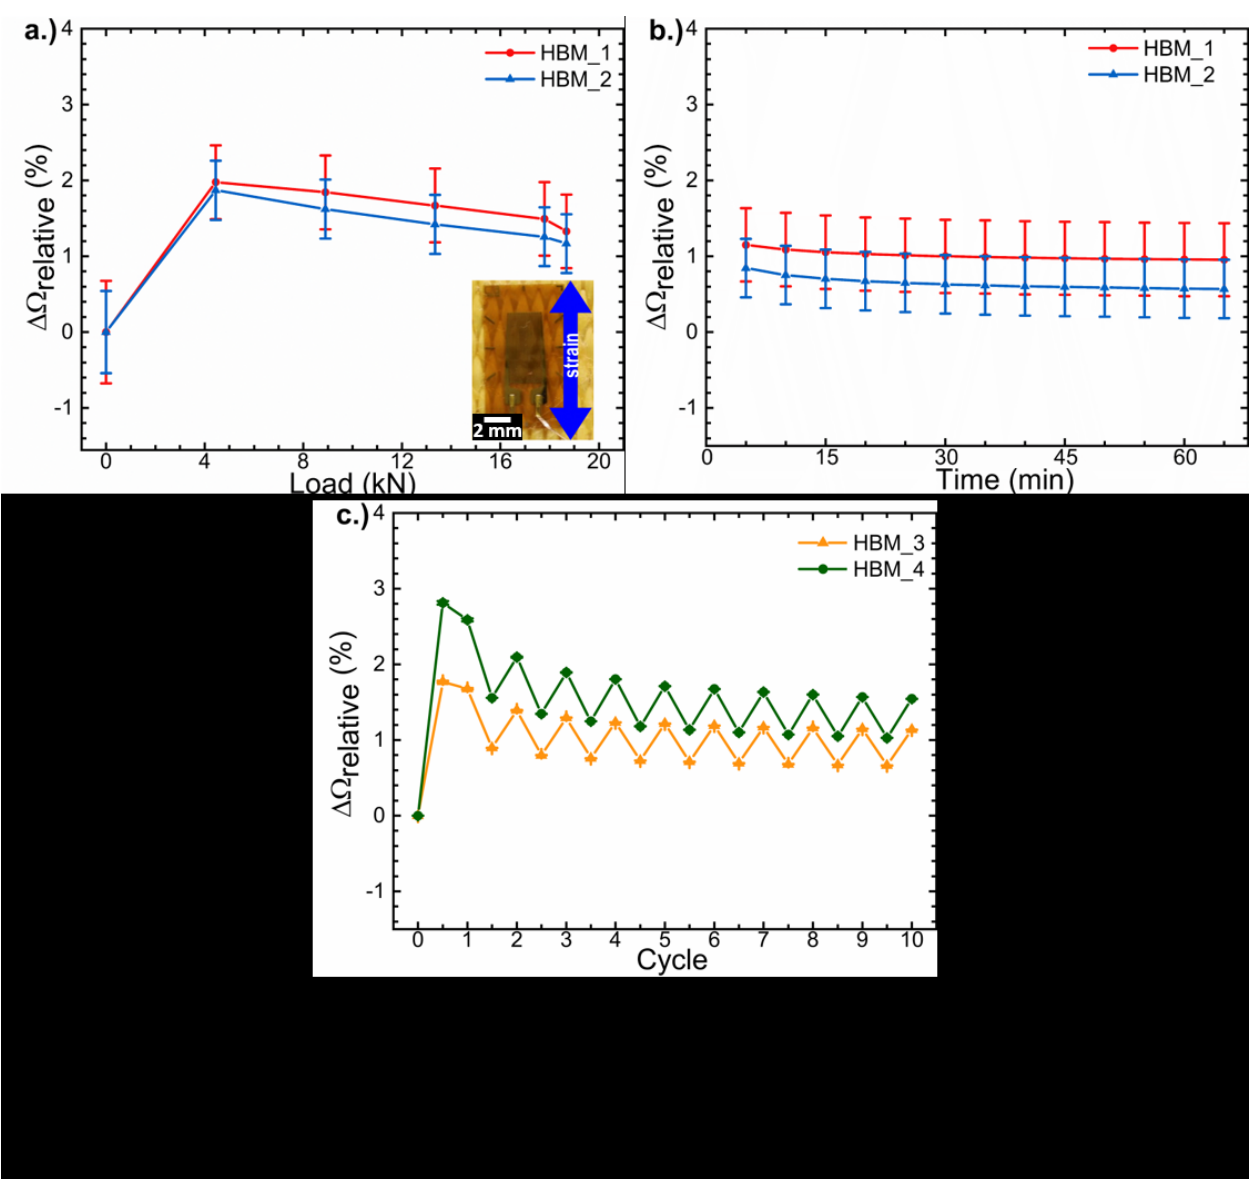 a.)
4
3
2
1
0
-1
ΔΩrelative (%)
HBM_1
HBM_2
strain
2 mm
0 4 8 12 16 20
Load (kN)
b.)
4
3
2
1
0
-1
ΔΩrelative (%)
HBM_1
HBM_2
0 15 30 45 60
Time (min)
c.)
4
3
2
1
0
-1
ΔΩrelative (%)
HBM_3
HBM_4
0 1 2 3 4 5 6 7 8 9 10
Cycle